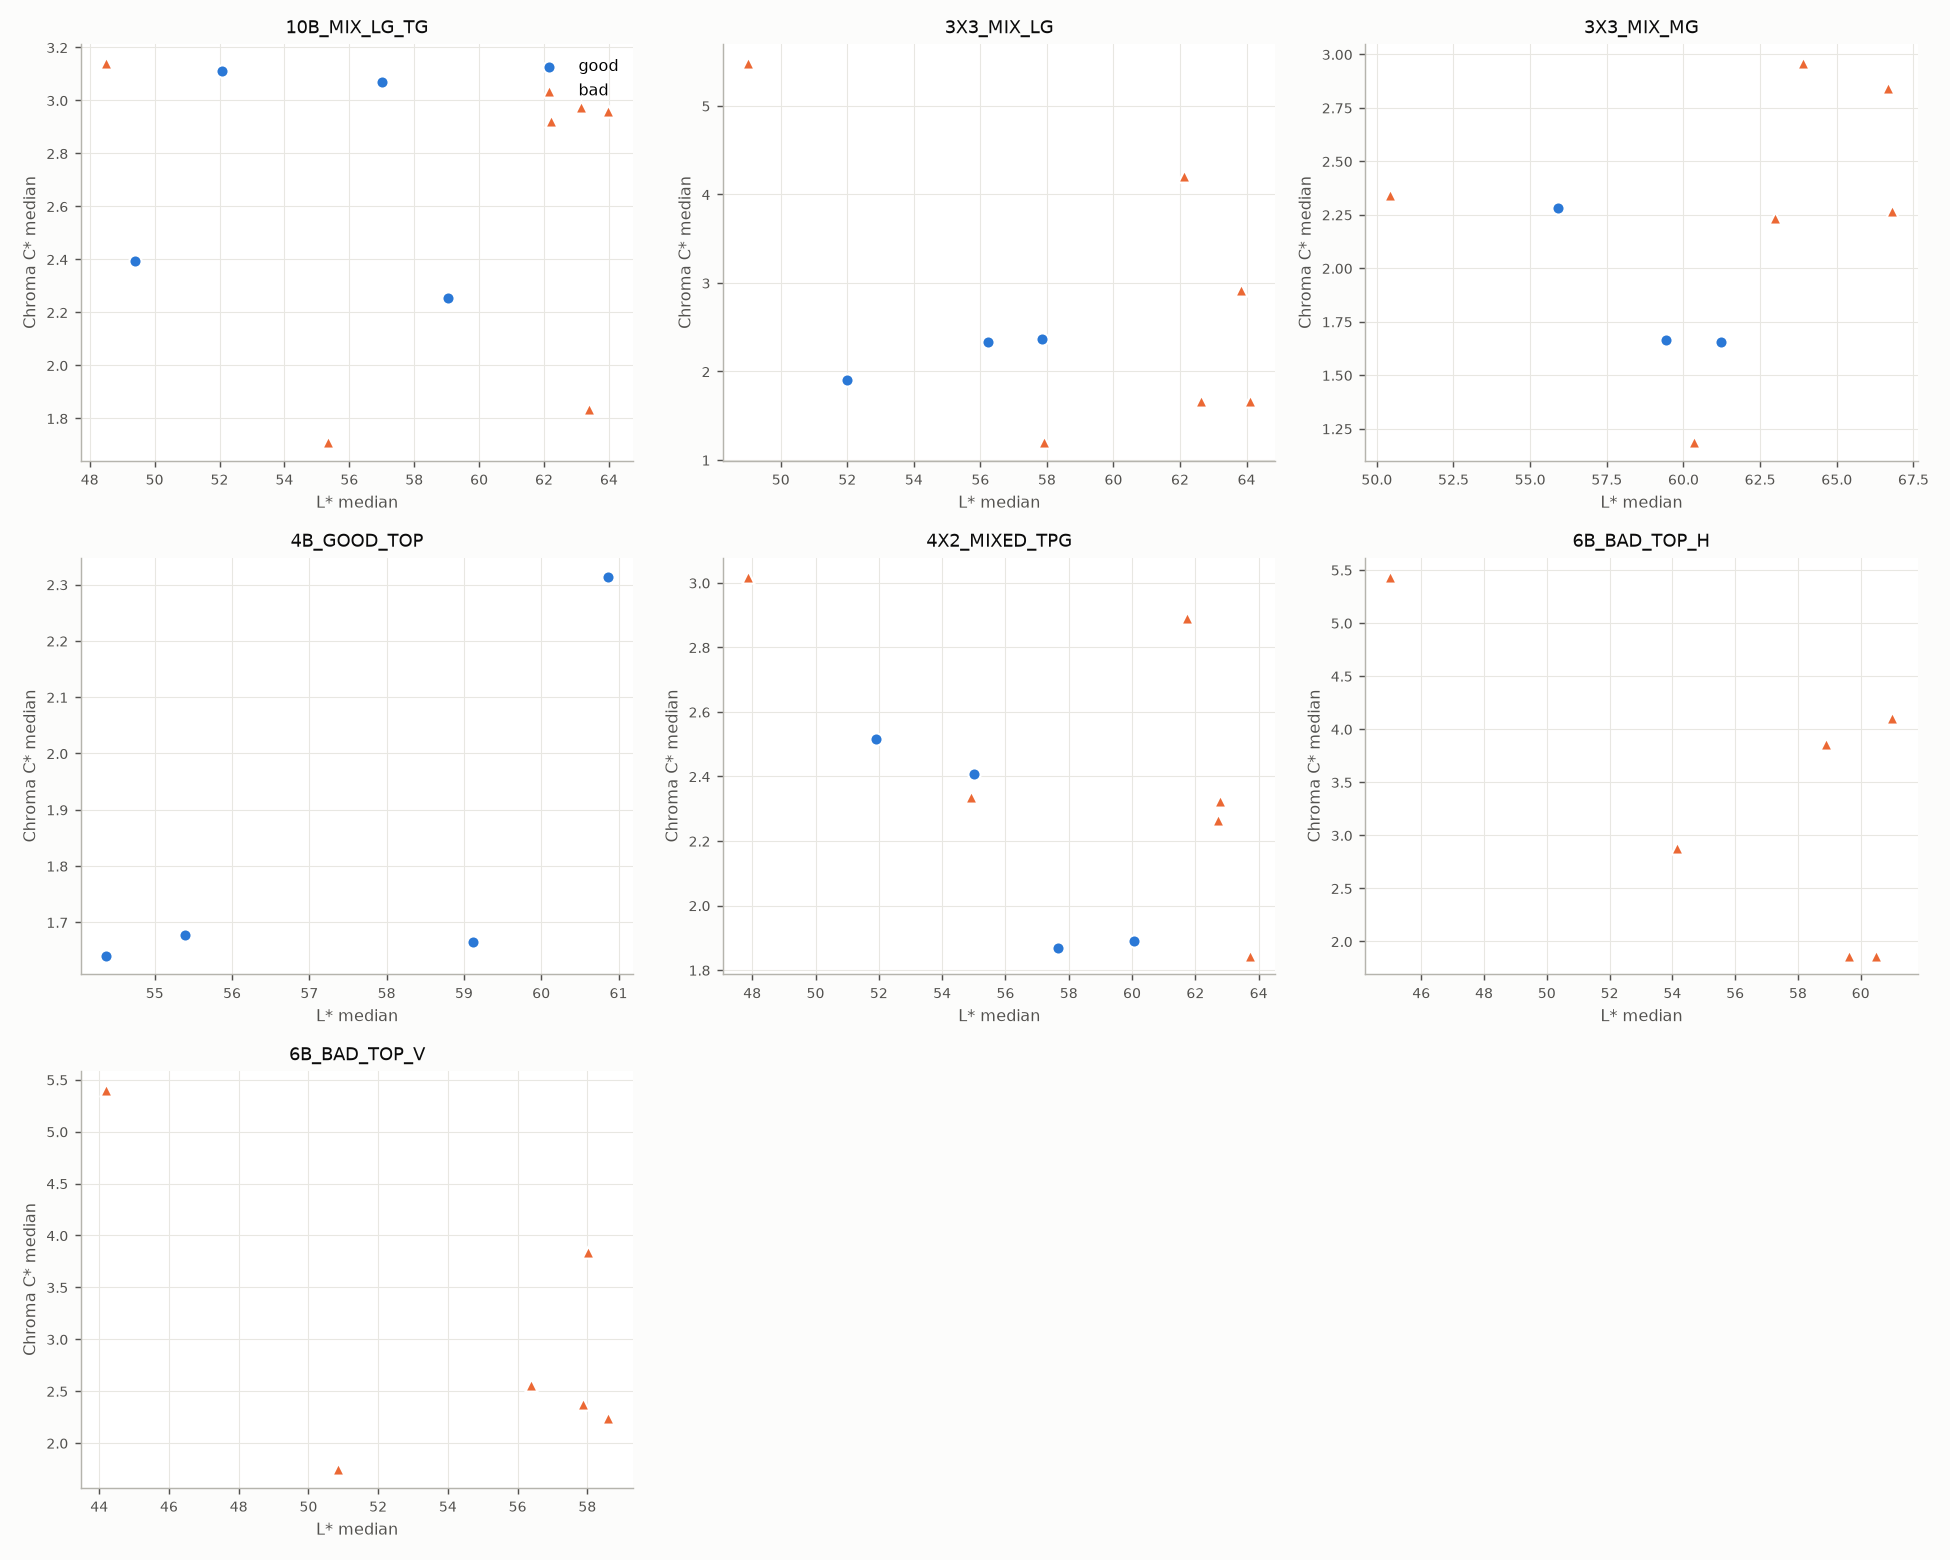 10B_MIX_LG_TG
good
bad
Chroma C* median
3.2
3.0
2.8
2.6
2.4
2.2
2.0
1.8
48 50 52 54 56 58 60 62 64
L* median
3X3_MIX_LG
Chroma C* median
5
4
3
2
1
50 52 54 56 58 60 62 64
L* median
3X3_MIX_MG
Chroma C* median
3.00
2.75
2.50
2.25
2.00
1.75
1.50
1.25
50.0 52.5 55.0 57.5 60.0 62.5 65.0 67.5
L* median
4B_GOOD_TOP
Chroma C* median
2.3
2.2
2.1
2.0
1.9
1.8
1.7
55 56 57 58 59 60 61
L* median
4X2_MIXED_TPG
Chroma C* median
3.0
2.8
2.6
2.4
2.2
2.0
1.8
48 50 52 54 56 58 60 62 64
L* median
6B_BAD_TOP_H
Chroma C* median
5.5
5.0
4.5
4.0
3.5
3.0
2.5
2.0
46 48 50 52 54 56 58 60
L* median
6B_BAD_TOP_V
Chroma C* median
5.5
5.0
4.5
4.0
3.5
3.0
2.5
2.0
44 46 48 50 52 54 56 58
L* median